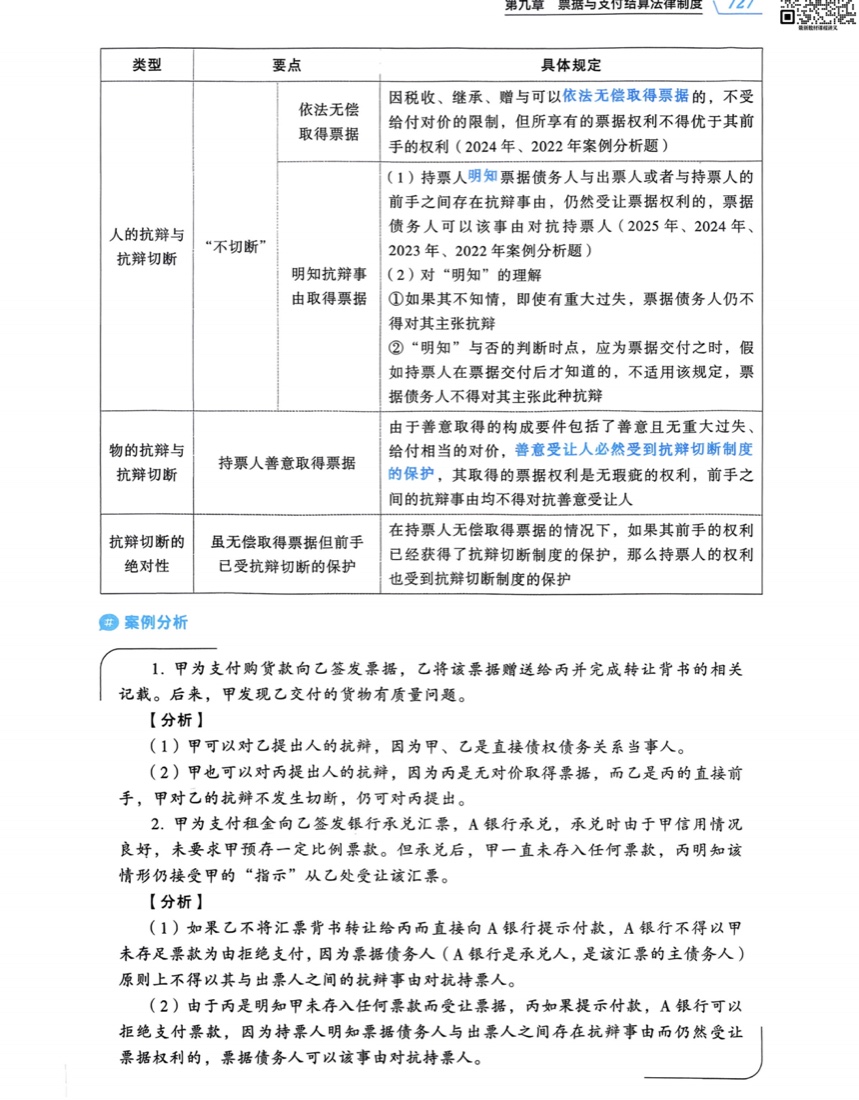 第九章 票据与支付结算法律制度
727
类型
要点
具体规定
人的抗辩与
抗辩切断
“不切断”
依法无偿
取得票据
因税收、继承、赠与可以依法无偿取得票据的，不受
给付对价的限制，但所享有的票据权利不得优于其前
手的权利（2024 年、2022 年案例分析题）
明知抗辩事
由取得票据
（1）持票人明知票据债务人与出票人或者与持票人的
前手之间存在抗辩事由，仍然受让票据权利的，票据
债务人可以该事由对抗持票人（2025 年、2024 年、
2023 年、2022 年案例分析题）
（2）对“明知”的理解
①如果其不知情，即使有重大过失，票据债务人仍不
得对其主张抗辩
②“明知”与否的判断时点，应为票据交付之时，假
如持票人在票据交付后才知道的，不适用该规定，票
据债务人不得对其主张此种抗辩
物的抗辩与
抗辩切断
持票人善意取得票据
由于善意取得的构成要件包括了善意且无重大过失、
给付相当的对价，善意受让人必然受到抗辩切断制度
的保护，其取得的票据权利是无瑕疵的权利，前手之
间的抗辩事由均不得对抗善意受让人
抗辩切断的
绝对性
虽无偿取得票据但前手
已受抗辩切断的保护
在持票人无偿取得票据的情况下，如果其前手的权利
已经获得了抗辩切断制度的保护，那么持票人的权利
也受到抗辩切断制度的保护
# 案例分析
1. 甲为支付购货款向乙签发票据，乙将该票据赠送给丙并完成转让背书的相关
记载。后来，甲发现乙交付的货物有质量问题。
【分析】
（1）甲可以对乙提出人的抗辩，因为甲、乙是直接债权债务关系当事人。
（2）甲也可以对丙提出人的抗辩，因为丙是无对价取得票据，而乙是丙的直接前
手，甲对乙的抗辩不发生切断，仍可对丙提出。
2. 甲为支付租金向乙签发银行承兑汇票，A 银行承兑，承兑时由于甲信用情况
良好，未要求甲预存一定比例票款。但承兑后，甲一直未存入任何票款，丙明知该
情形仍接受甲的“指示”从乙处受让该汇票。
【分析】
（1）如果乙不将汇票背书转让给丙而直接向 A 银行提示付款，A 银行不得以甲
未存足票款为由拒绝支付，因为票据债务人（A 银行是承兑人，是该汇票的主债务人）
原则上不得以其与出票人之间的抗辩事由对抗持票人。
（2）由于丙是明知甲未存入任何票款而受让票据，丙如果提示付款，A 银行可以
拒绝支付票款，因为持票人明知票据债务人与出票人之间存在抗辩事由而仍然受让
票据权利的，票据债务人可以该事由对抗持票人。